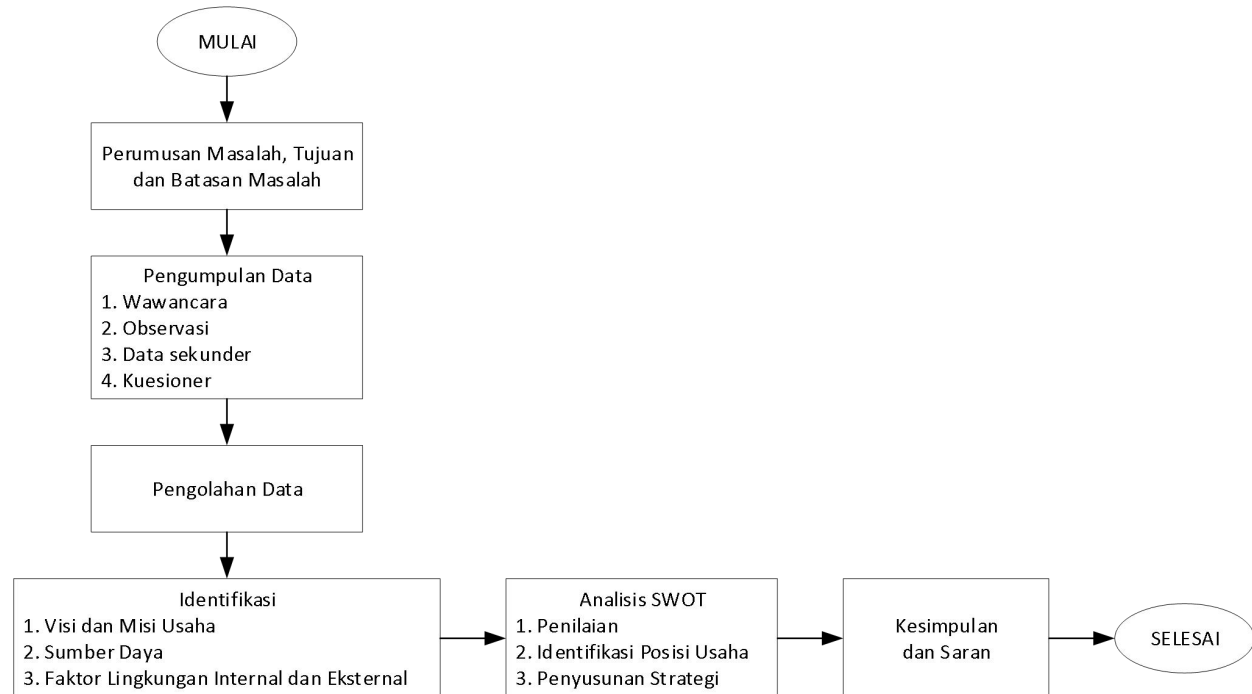 MULAI
Perumusan Masalah, Tujuan
dan Batasan Masalah
Pengumpulan Data
1. Wawancara
2. Observasi
3. Data sekunder
4. Kuesioner
Pengolahan Data
Identifikasi
1. Visi dan Misi Usaha
2. Sumber Daya
3. Faktor Lingkungan Internal dan Eksternal
Analisis SWOT
1. Penilaian
2. Identifikasi Posisi Usaha
3. Penyusunan Strategi
Kesimpulan
dan Saran
SELESAI